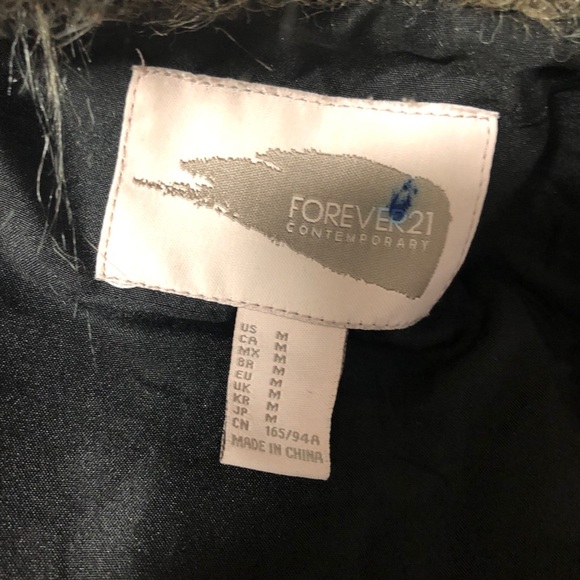 FOREVER21
CONTEMPORARY
US M
CA M
MX M
BR M
EU M
UK M
KR M
JP M
CN 165/94A
MADE IN CHINA